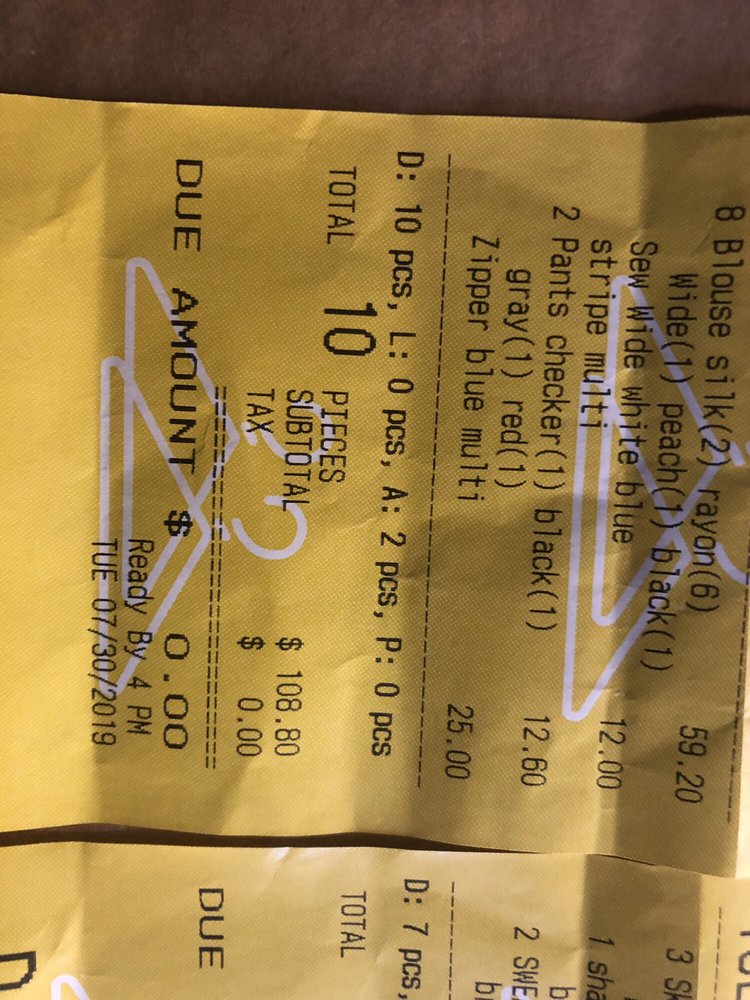 8 Blouse silk(2) rayon(6) 59.20
Wide(1) peach(1) black(1)
Sew Wide white blue 12.00
stripe multi
2 Pants checker(1) black(1) 12.60
gray(1) red(1)
Zipper blue multi 25.00
D: 10 pcs, L: 0 pcs, A: 2 pcs, P: 0 pcs
TOTAL 10 PIECES
SUBTOTAL $ 108.80
TAX $ 0.00
DUE AMOUNT $ 0.00
Ready By 4 PM
TUE 07/30/2019
3
1
2
D: 7 pcs,
TOTAL
DUE